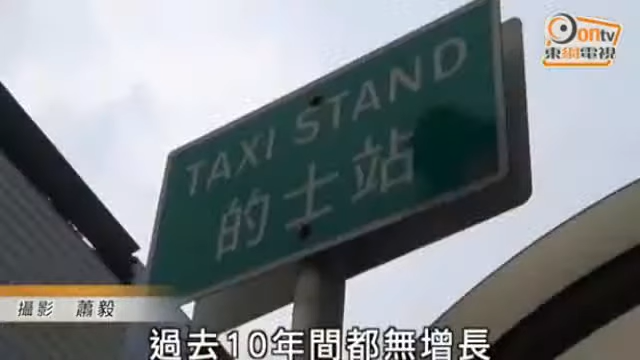 ontv
東網電視
TAXI STAND
的士站
攝影 蕭毅
過去10年間都無增長